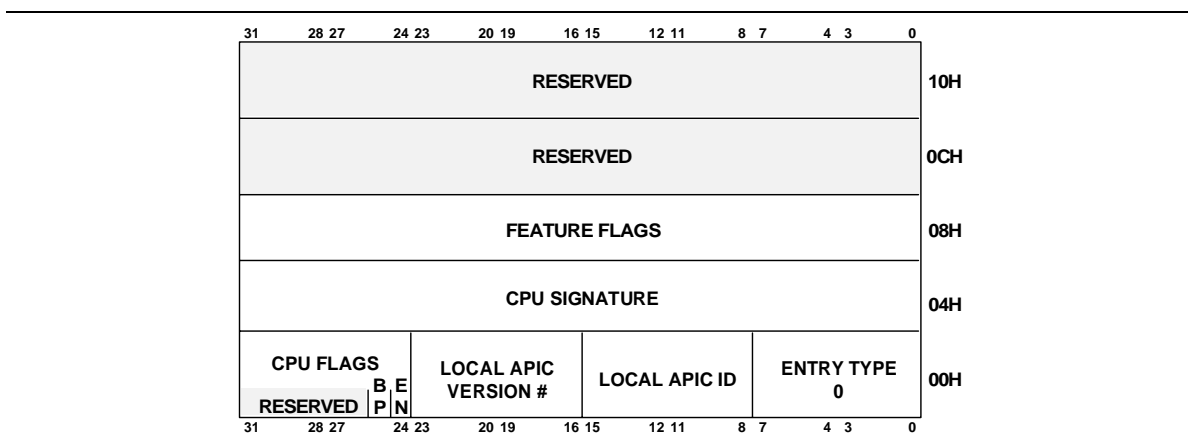 31 28 27 24 23 20 19 16 15 12 11 8 7 4 3 0
RESERVED 10H
RESERVED 0CH
FEATURE FLAGS 08H
CPU SIGNATURE 04H
CPU FLAGS LOCAL APIC VERSION # LOCAL APIC ID ENTRY TYPE 0 00H
RESERVED BP EN
31 28 27 24 23 20 19 16 15 12 11 8 7 4 3 0